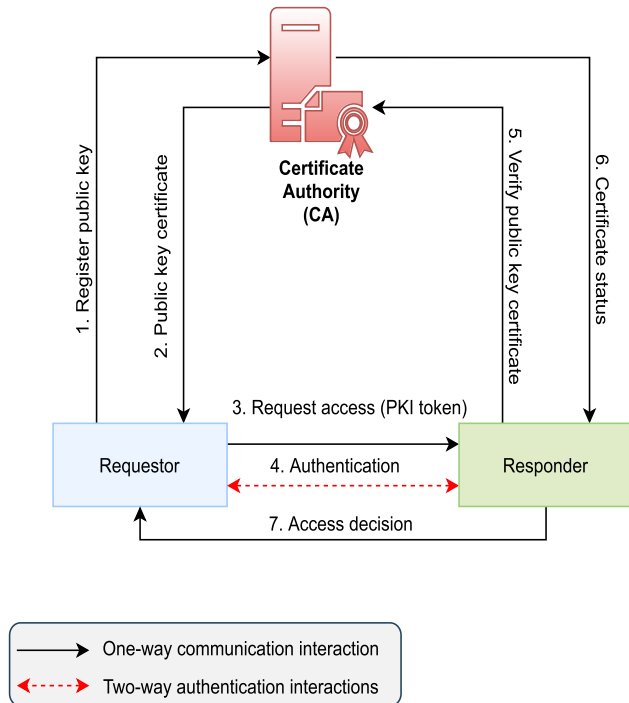 1. Register public key
2. Public key certificate
Certificate
Authority
(CA)
5. Verify public key certificate
6. Certificate status
3. Request access (PKI token)
Requestor
4. Authentication
Responder
7. Access decision
One-way communication interaction
Two-way authentication interactions